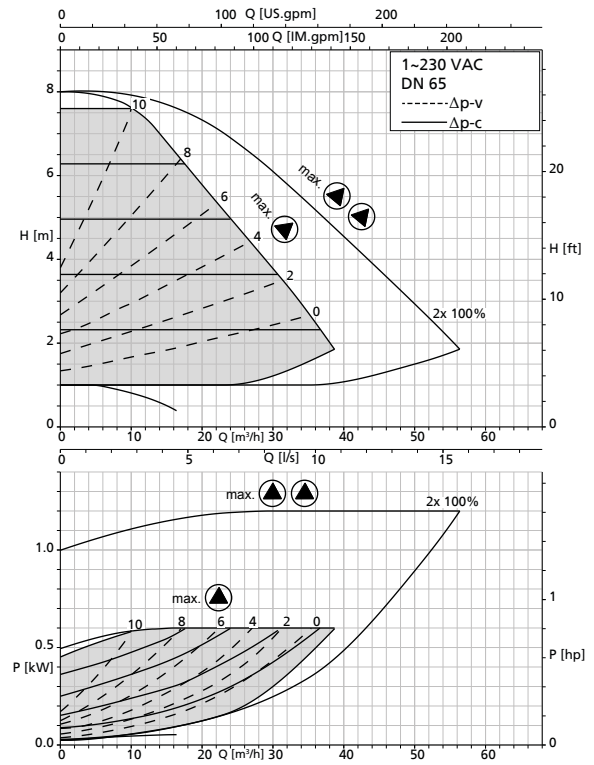 0 100 Q [US.gpm] 200
0 50 100 Q [IM.gpm] 150 200
1~230 VAC
DN 65
Δp-v
Δp-c
8
10
8
6
20
max.
6
max.
4
H [m]
4
H [ft]
2
10
0
2x 100%
2
0
0
0 10 20 Q [m³/h] 30 40 50 60
0 5 Q [l/s] 10 15
max.
2x 100%
1.0
max.
1
10 8 6 4 2 0
0.5
P [kW]
P [hp]
0.0
0
0 10 20 Q [m³/h] 30 40 50 60